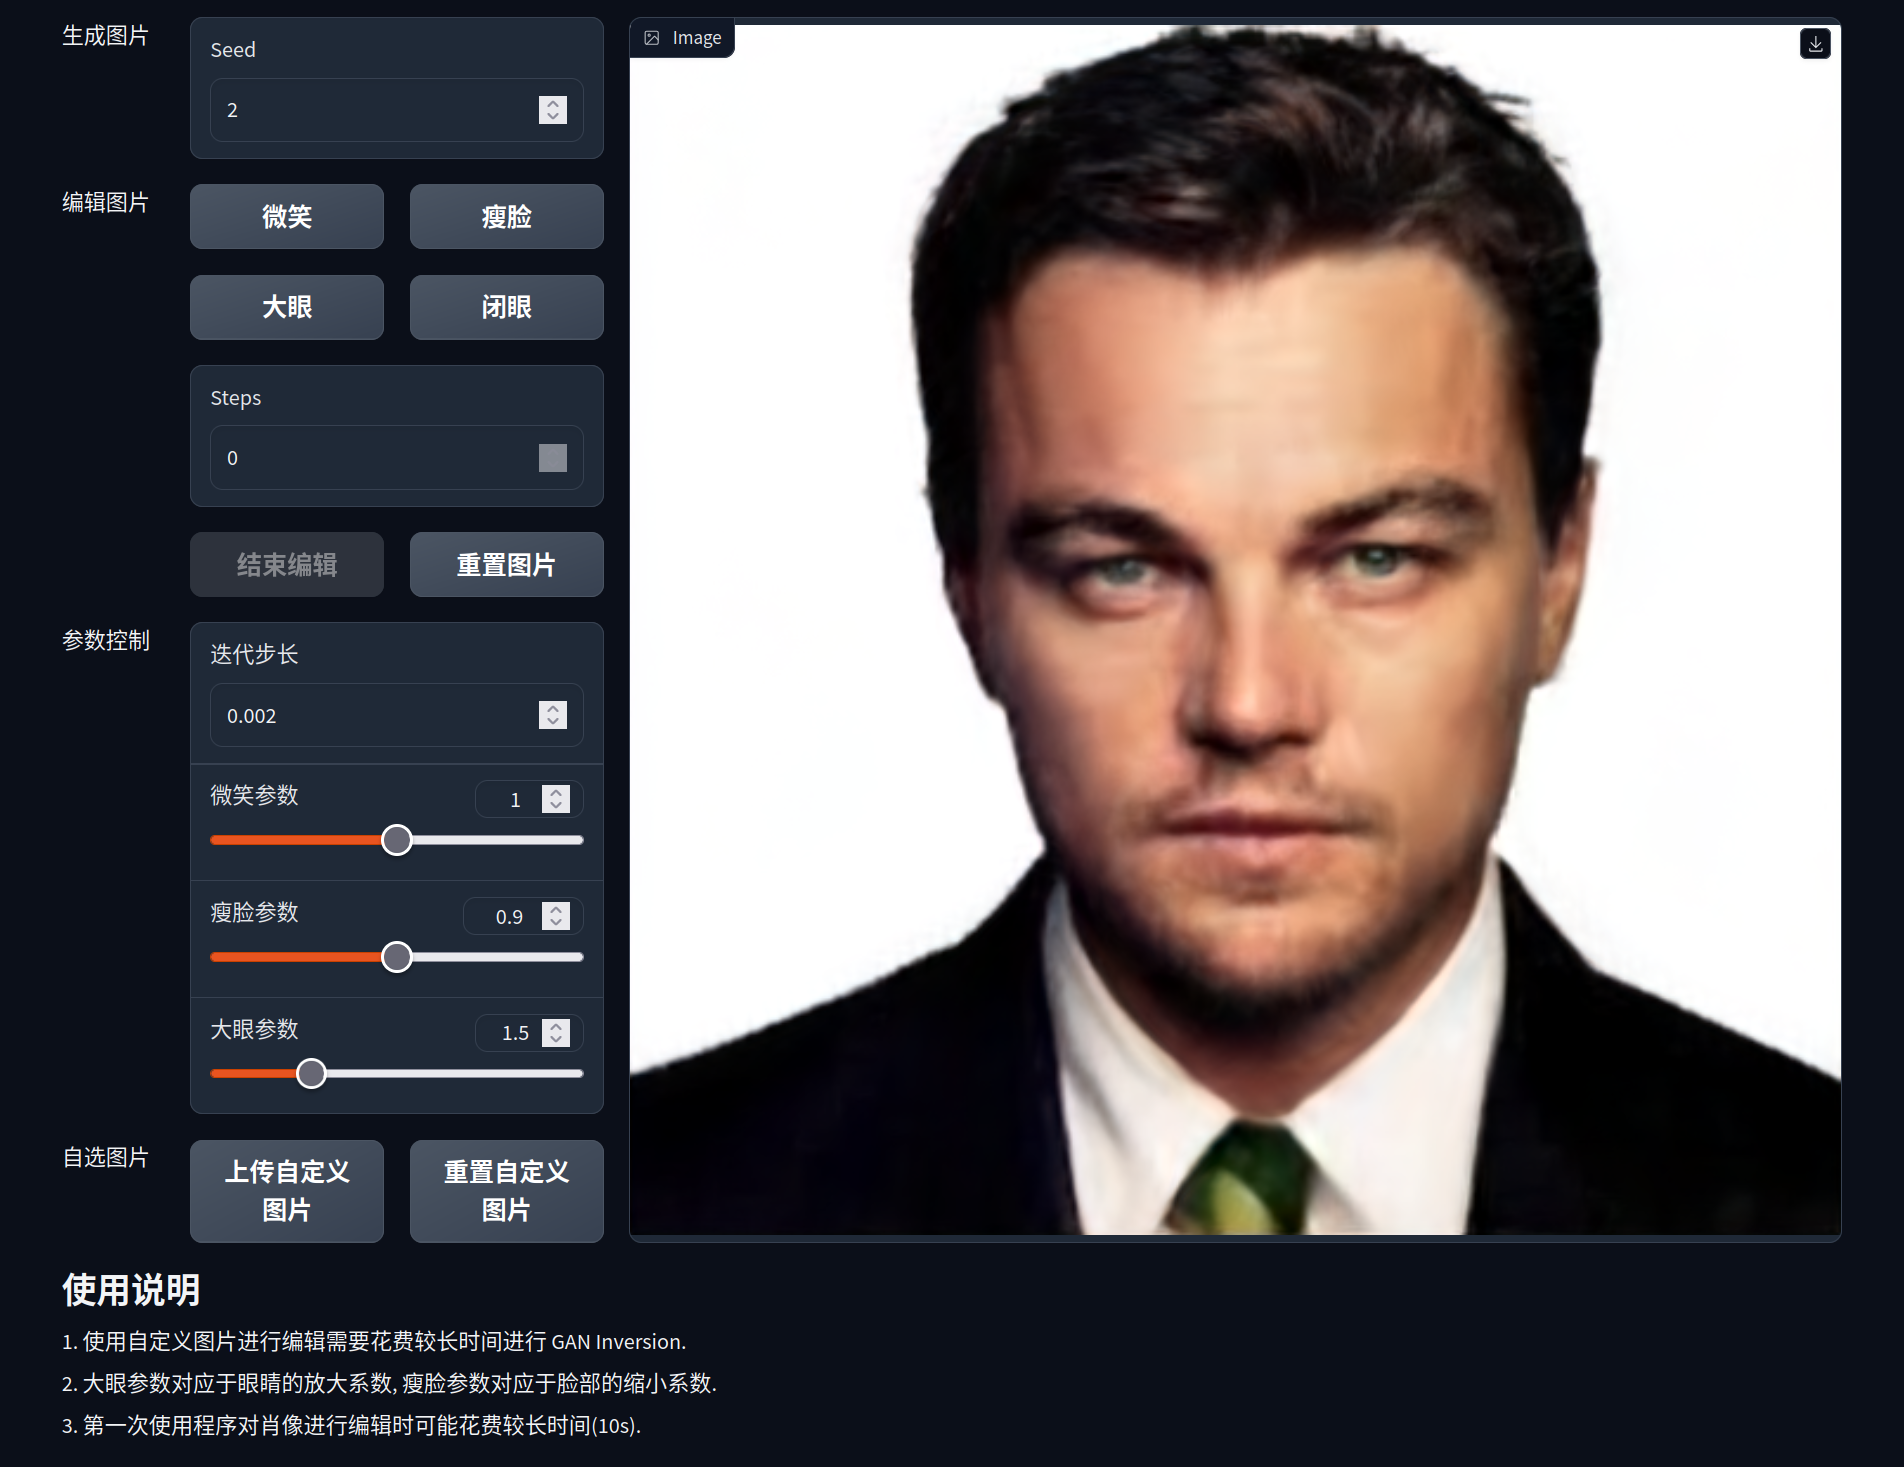 生成图片
Seed
2
编辑图片
微笑
瘦脸
大眼
闭眼
Steps
0
结束编辑
重置图片
参数控制
迭代步长
0.002
微笑参数
1
瘦脸参数
0.9
大眼参数
1.5
自选图片
上传自定义
图片
重置自定义
图片
Image
使用说明
1. 使用自定义图片进行编辑需要花费较长时间进行 GAN Inversion.
2. 大眼参数对应于眼睛的放大系数, 瘦脸参数对应于脸部的缩小系数.
3. 第一次使用程序对肖像进行编辑时可能花费较长时间(10s).